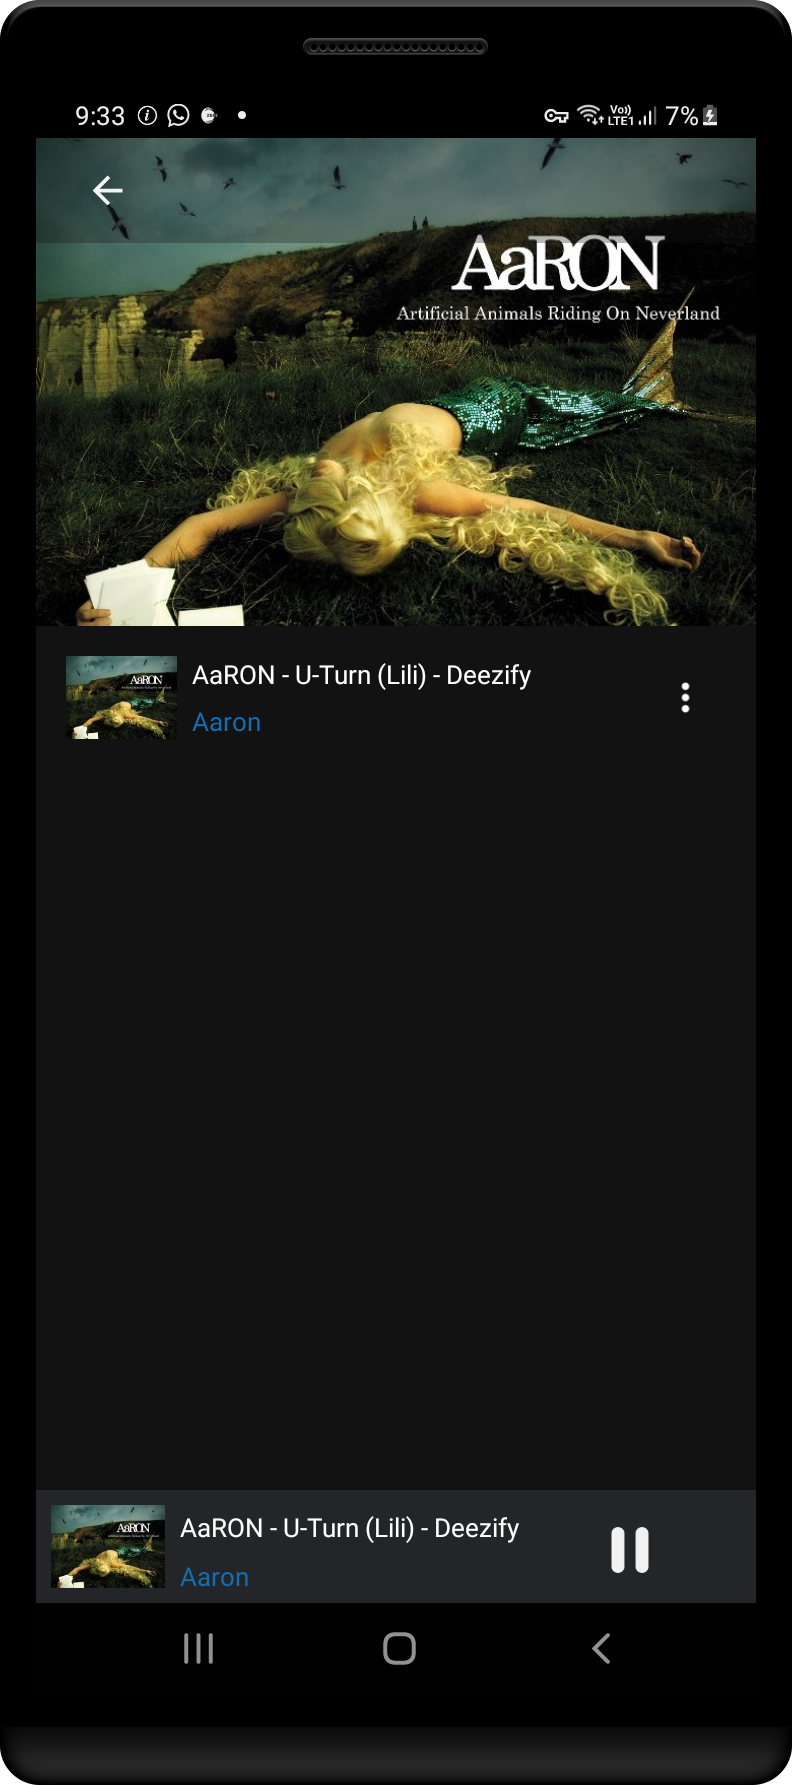 9:33
Vo)) LTE1 7%
AaRON
Artificial Animals Riding On Neverland
AaRON - U-Turn (Lili) - Deezify
Aaron
AaRON - U-Turn (Lili) - Deezify
Aaron